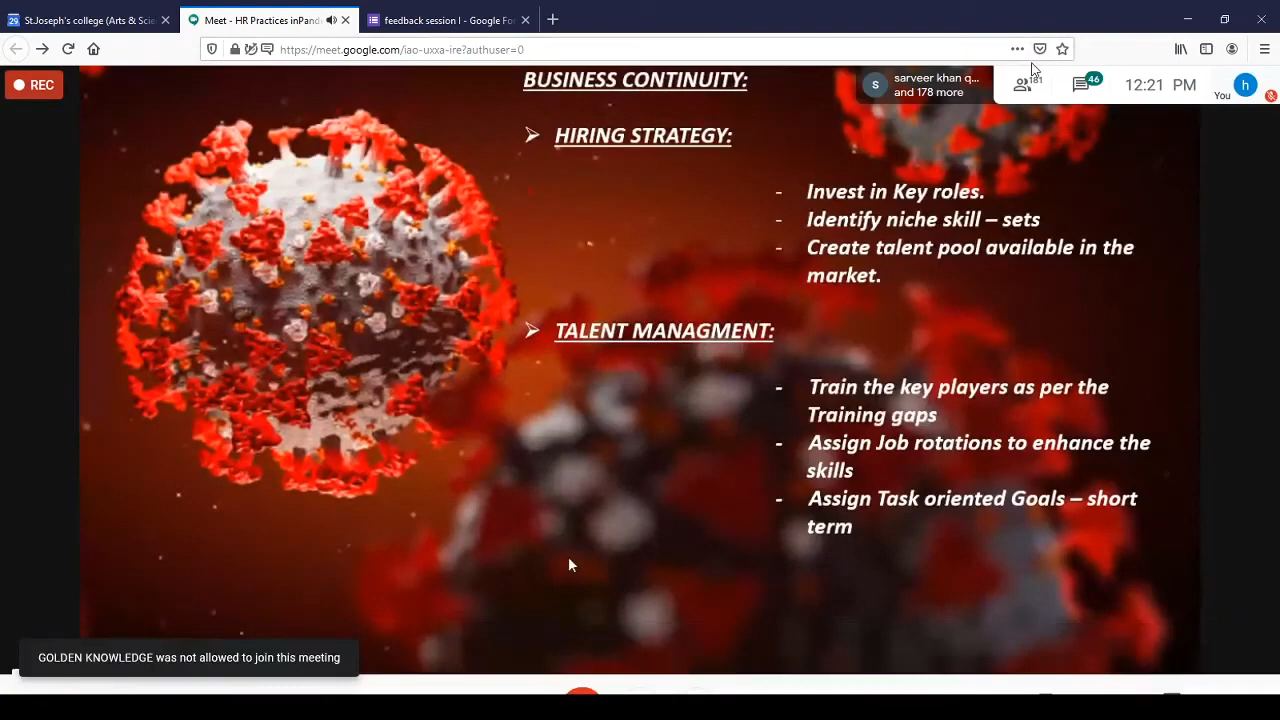 St.Joseph's college (Arts & Scie
Meet - HR Practices inPand
feedback session I - Google Fo
https://meet.google.com/iao-uxxa-ire?authuser=0
REC
sarveer khan q...
and 178 more
181
46
12:21 PM
You
h
S
29
BUSINESS CONTINUITY:
HIRING STRATEGY:
- Invest in Key roles.
- Identify niche skill – sets
- Create talent pool available in the
market.
TALENT MANAGMENT:
- Train the key players as per the
Training gaps
- Assign Job rotations to enhance the
skills
- Assign Task oriented Goals – short
term
GOLDEN KNOWLEDGE was not allowed to join this meeting